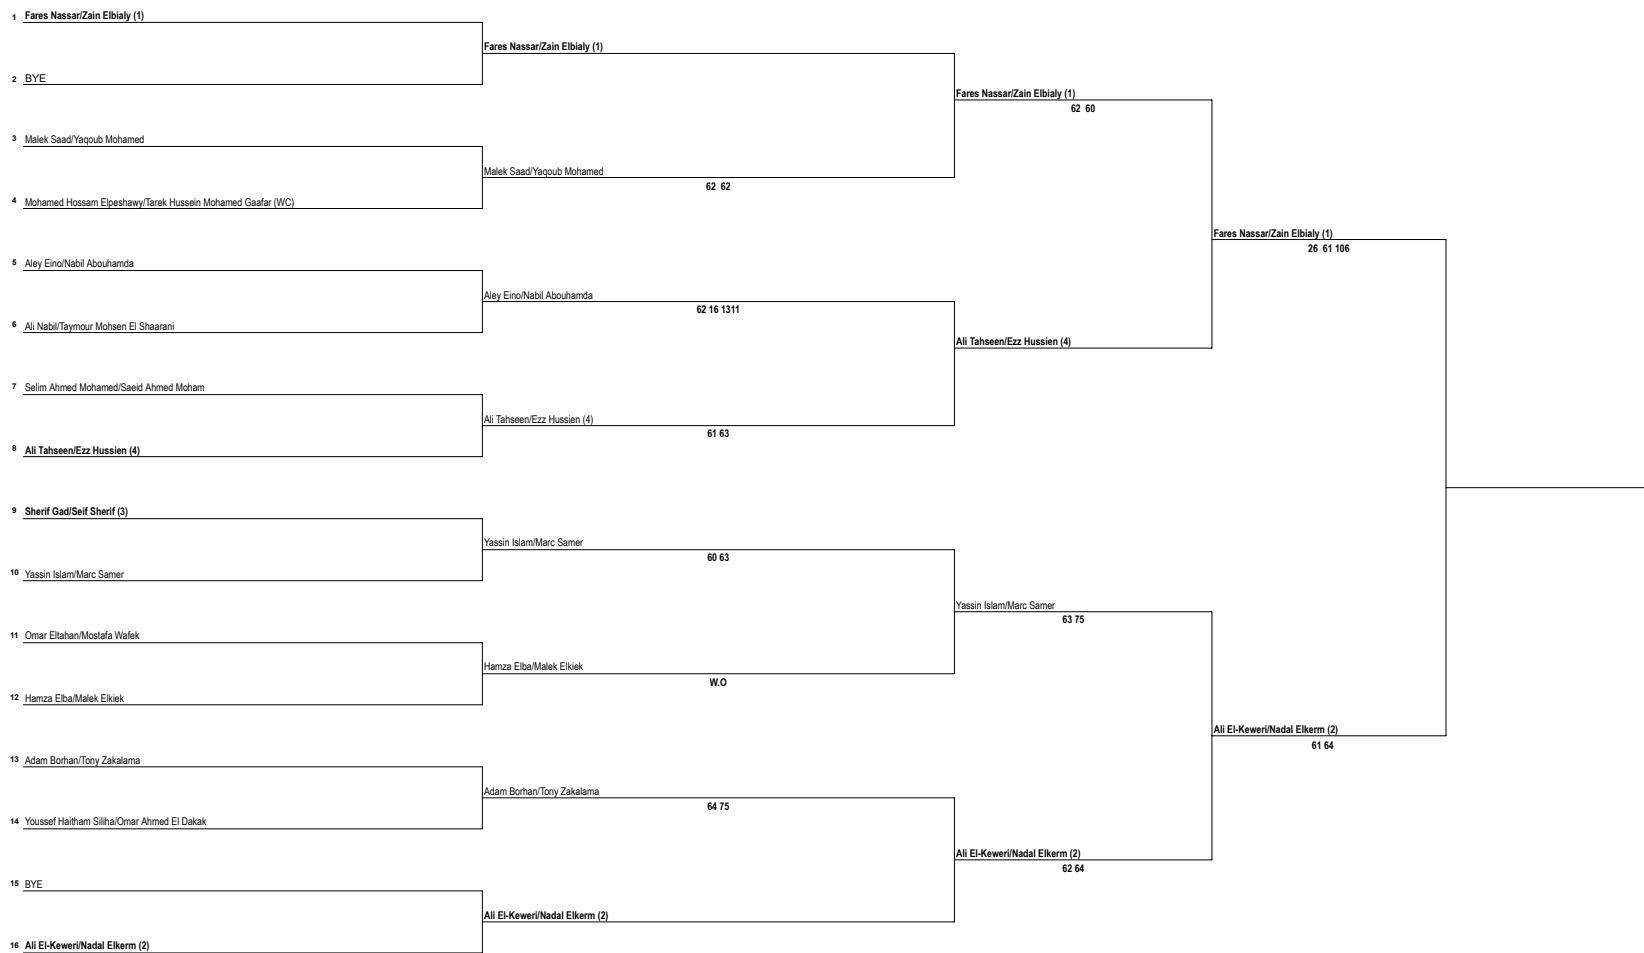 1 Fares Nassar/Zain Elbialy (1)
Fares Nassar/Zain Elbialy (1)
2 BYE
Fares Nassar/Zain Elbialy (1)
62 60
3 Malek Saad/Yaqoub Mohamed
Malek Saad/Yaqoub Mohamed
62 62
4 Mohamed Hossam Elpeshawy/Tarek Hussein Mohamed Gaafar (WC)
Fares Nassar/Zain Elbialy (1)
26 61 106
5 Aley Eino/Nabil Abouhamda
Aley Eino/Nabil Abouhamda
62 16 1311
6 Ali Nabil/Taymour Mohsen El Shaarani
Ali Tahseen/Ezz Hussien (4)
7 Selim Ahmed Mohamed/Saeid Ahmed Moham
Ali Tahseen/Ezz Hussien (4)
61 63
8 Ali Tahseen/Ezz Hussien (4)
9 Sherif Gad/Seif Sherif (3)
Yassin Islam/Marc Samer
60 63
10 Yassin Islam/Marc Samer
Yassin Islam/Marc Samer
63 75
11 Omar Eltahan/Mostafa Wafek
Hamza Elba/Malek Elkiek
W.O
12 Hamza Elba/Malek Elkiek
Ali El-Keweri/Nadal Elkerm (2)
61 64
13 Adam Borhan/Tony Zakalama
Adam Borhan/Tony Zakalama
64 75
14 Youssef Haitham Siliha/Omar Ahmed El Dakak
Ali El-Keweri/Nadal Elkerm (2)
62 64
15 BYE
Ali El-Keweri/Nadal Elkerm (2)
16 Ali El-Keweri/Nadal Elkerm (2)